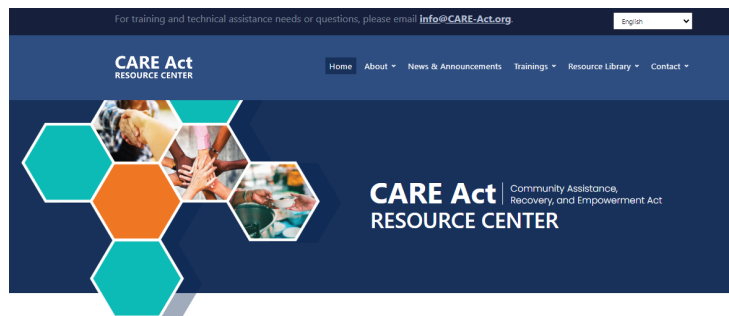 For training and technical assistance needs or questions, please email info@CARE-Act.org.
English
CARE Act
RESOURCE CENTER
Home About News & Announcements Trainings Resource Library Contact
CARE Act
Community Assistance,
Recovery, and Empowerment Act
RESOURCE CENTER